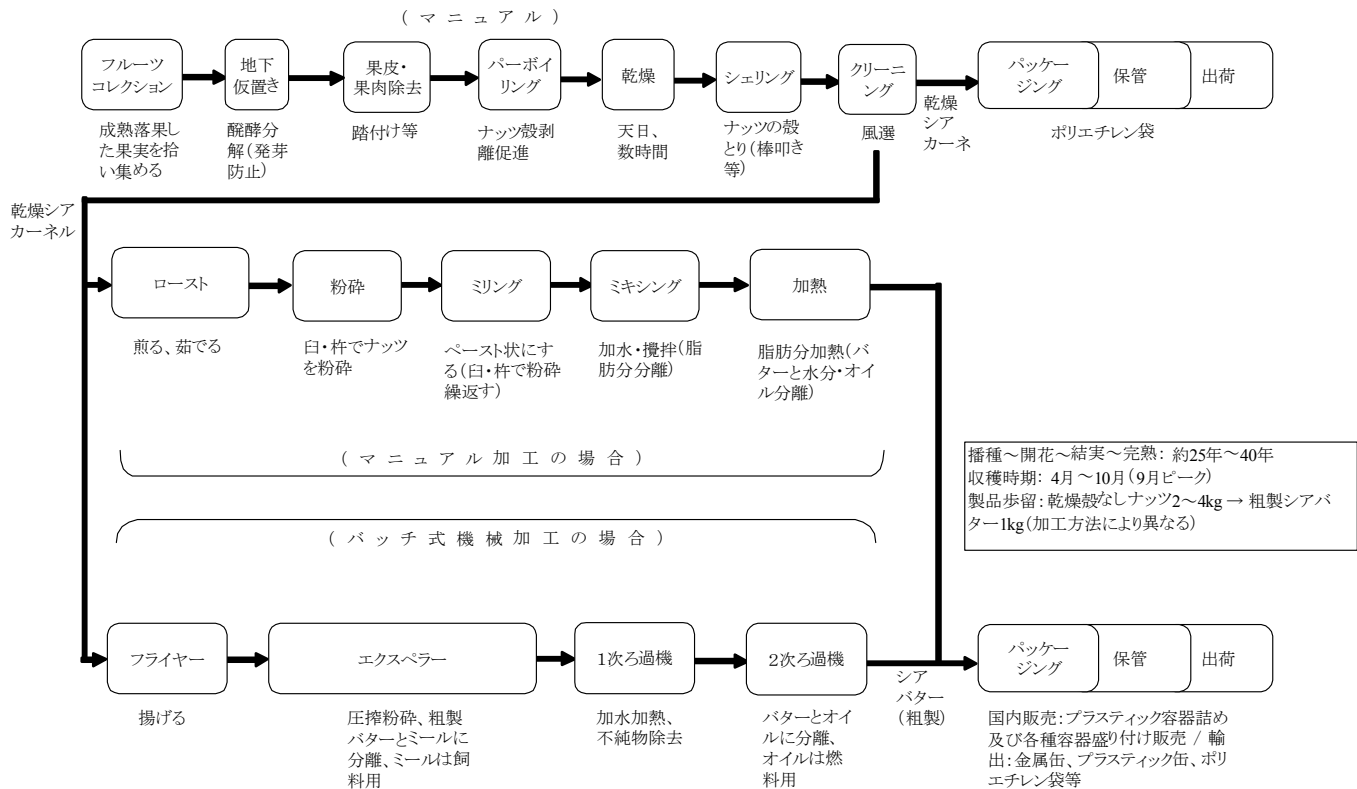 (マニュアル)
フルーツ
コレクション
地下
仮置き
果皮・
果肉除去
パーボイ
リング
乾燥
シェリング
クリーニ
ング
パッケー
ジング
保管
出荷
成熟落果し
た果実を拾
い集める
醗酵分
解(発芽
防止)
踏付け等
ナッツ殻剥
離促進
天日、
数時間
ナッツの殻
とり(棒叩き
等)
風選
乾燥
シア
カーネ
ポリエチレン袋
乾燥シア
カーネル
ロースト
粉砕
ミリング
ミキシング
加熱
煎る、茹でる
臼・杵でナッツ
を粉砕
ペースト状にす
る(臼・杵で粉砕
繰返す)
加水・攪拌(脂
肪分分離)
脂肪分加熱(バ
ターと水分・オイ
ル分離)
(マニュアル加工の場合)
播種~開花~結実~完熟: 約25年~40年
収穫時期: 4月~10月(9月ピーク)
製品歩留:乾燥殻なしナッツ2~4kg → 粗製シアバ
ター1kg(加工方法により異なる)
(バッチ式機械加工の場合)
フライヤー
エクスペラー
1次ろ過機
2次ろ過機
シア
バター
(粗製)
パッケー
ジング
保管
出荷
揚げる
圧搾粉砕、粗製
バターとミールに
分離、ミールは飼
料用
加水加熱、
不純物除去
バターとオイ
ルに分離、
オイルは燃
料用
国内販売:プラスティック容器詰め
及び各種容器盛り付け販売 / 輸
出:金属缶、プラスティック缶、ポリ
エチレン袋等